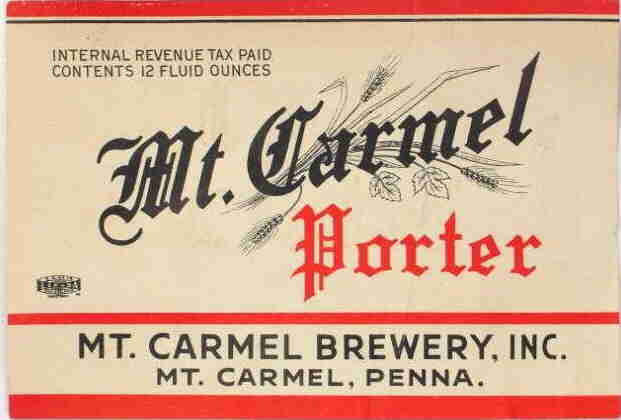 INTERNAL REVENUE TAX PAID
CONTENTS 12 FLUID OUNCES
Mt. Carmel
Porter
MT. CARMEL BREWERY, INC.
MT. CARMEL, PENNA.